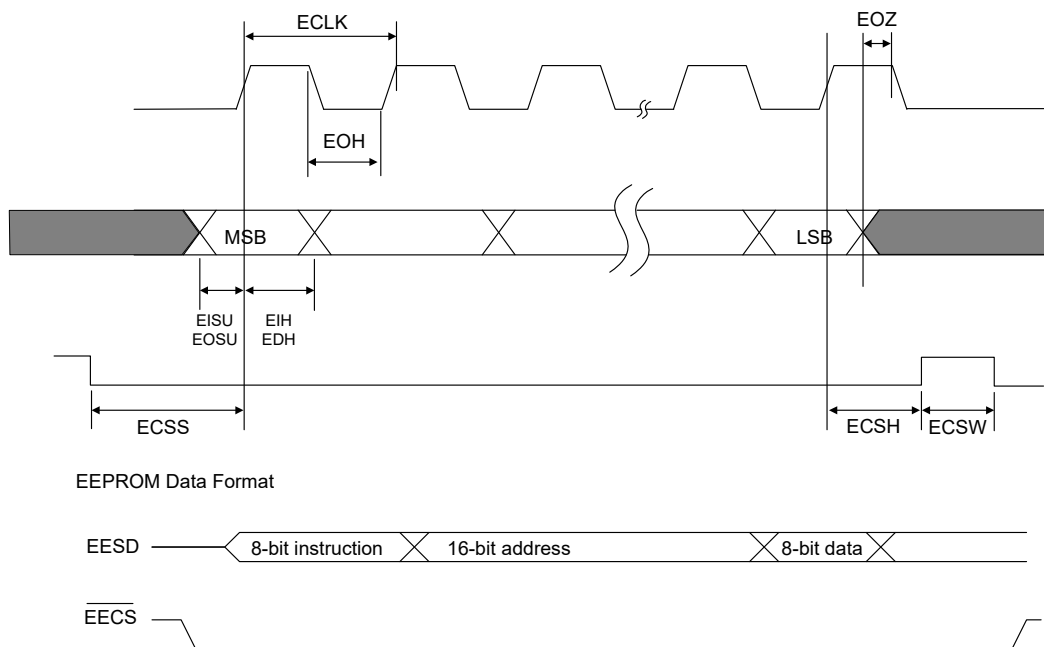 ECLK
EOZ
EOH
MSB
LSB
EISU
EOSU
EIH
EDH
ECSS
ECSH
ECSW
EEPROM Data Format
EESD
8-bit instruction
16-bit address
8-bit data
EECS